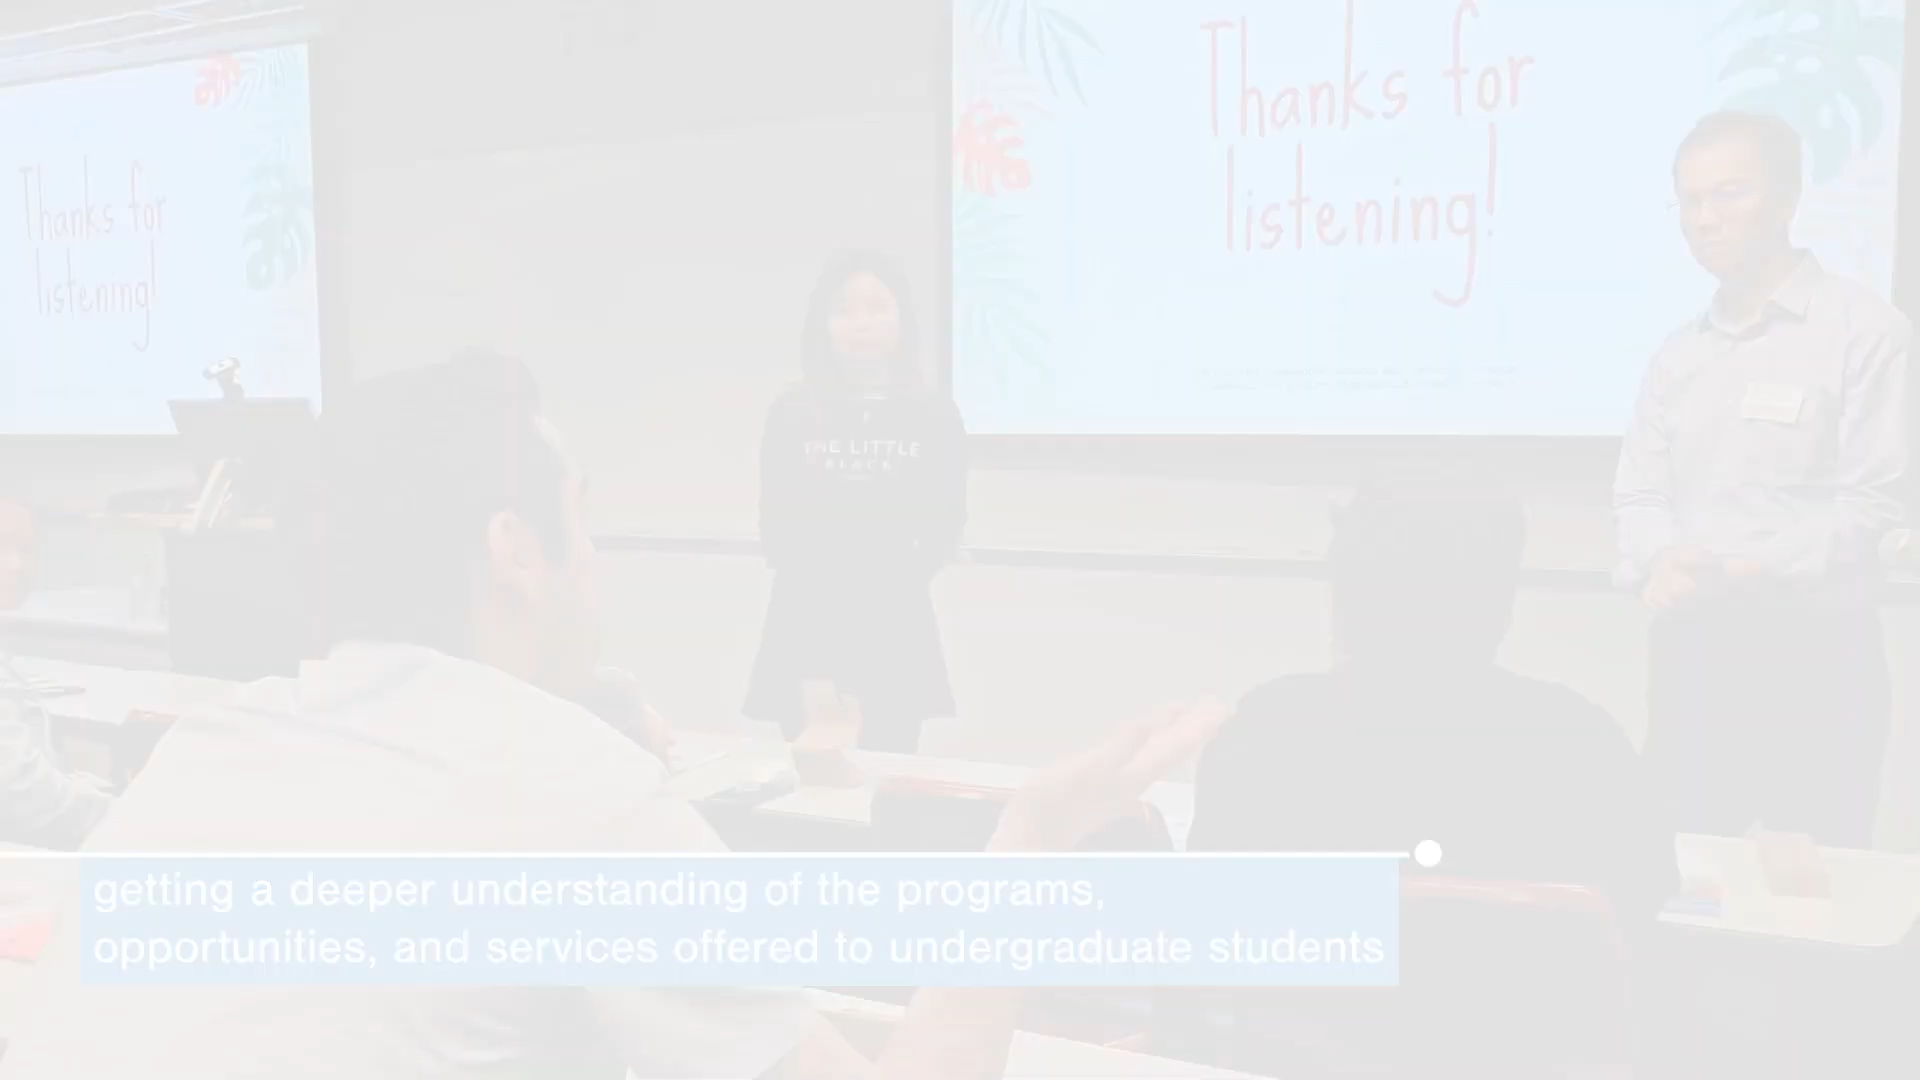 Thanks for
listening!
Thanks for
listening!
THE LITTLE
BLACK
getting a deeper understanding of the programs,
opportunities, and services offered to undergraduate students